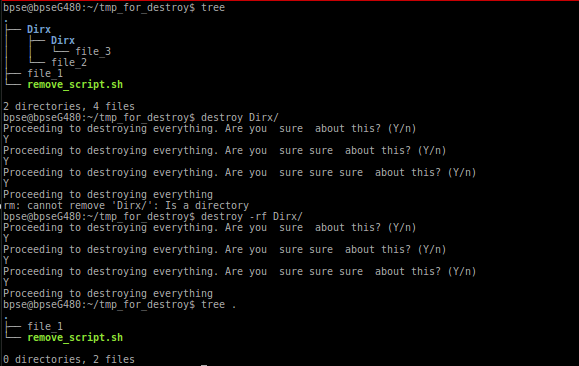 bpse@bpseG480:~/tmp_for_destroy$ tree
.
├── Dirx
│   ├── Dirx
│   │   └── file_3
│   └── file_2
├── file_1
└── remove_script.sh
2 directories, 4 files
bpse@bpseG480:~/tmp_for_destroy$ destroy Dirx/
Proceeding to destroying everything. Are you  sure  about this? (Y/n)
Y
Proceeding to destroying everything. Are you  sure sure  about this? (Y/n)
Y
Proceeding to destroying everything. Are you  sure sure sure  about this? (Y/n)
Y
Proceeding to destroying everything
rm: cannot remove 'Dirx/': Is a directory
bpse@bpseG480:~/tmp_for_destroy$ destroy -rf Dirx/
Proceeding to destroying everything. Are you  sure  about this? (Y/n)
Y
Proceeding to destroying everything. Are you  sure sure  about this? (Y/n)
Y
Proceeding to destroying everything. Are you  sure sure sure  about this? (Y/n)
Y
Proceeding to destroying everything
bpse@bpseG480:~/tmp_for_destroy$ tree .
.
├── file_1
└── remove_script.sh
0 directories, 2 files